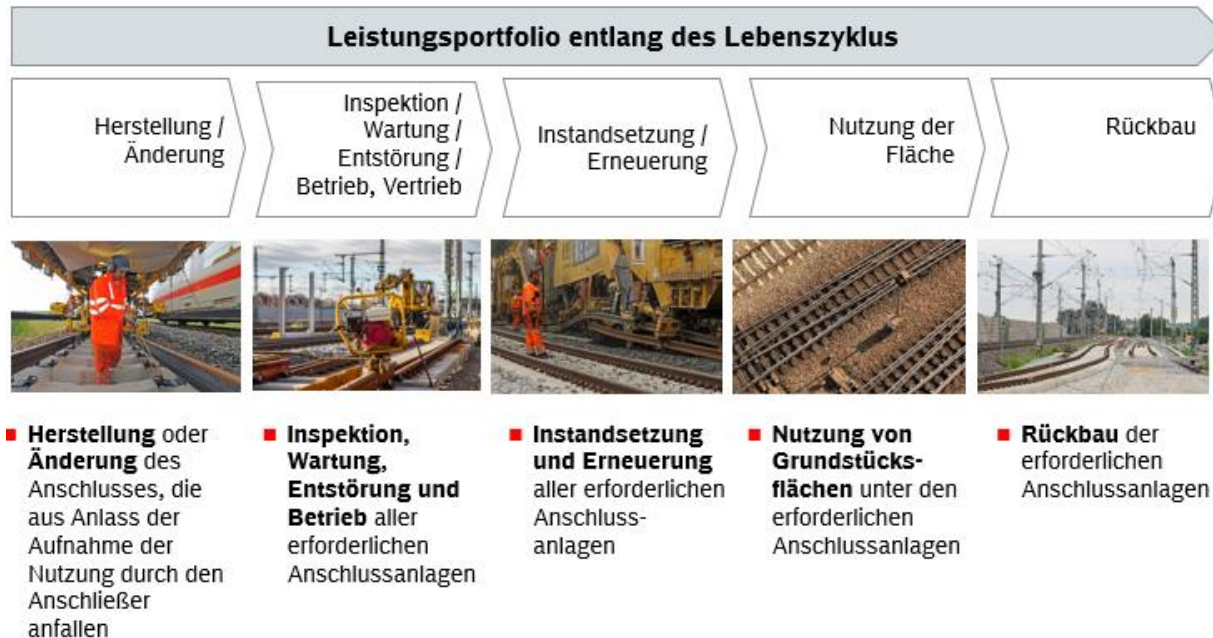 Leistungsportfolio entlang des Lebenszyklus
Herstellung /
Änderung
Inspektion /
Wartung /
Entstörung /
Betrieb, Vertrieb
Instandsetzung /
Erneuerung
Nutzung der
Fläche
Rückbau
Herstellung oder
Änderung des
Anschlusses, die
aus Anlass der
Aufnahme der
Nutzung durch den
Anschließer
anfallen
Inspektion,
Wartung,
Entstörung und
Betrieb aller
erforderlichen
Anschlussanlagen
Instandsetzung
und Erneuerung
aller erforderlichen
Anschluss-
anlagen
Nutzung von
Grundstücks-
flächen unter den
erforderlichen
Anschlussanlagen
Rückbau der
erforderlichen
Anschlussanlagen